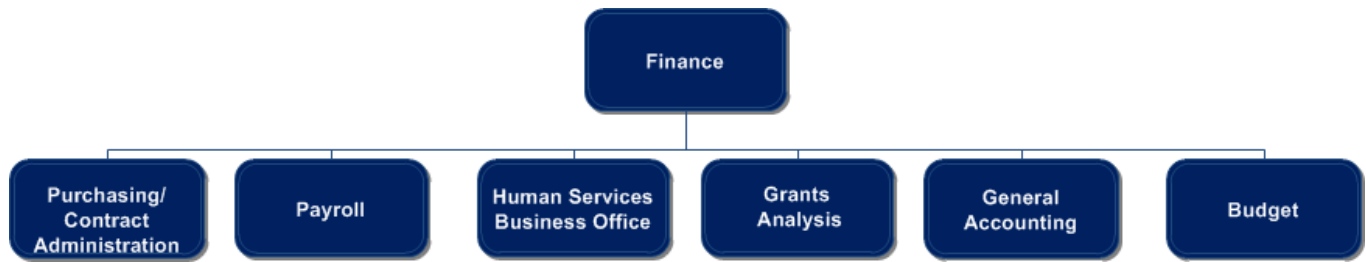 Finance
Purchasing/
Contract
Administration
Payroll
Human Services
Business Office
Grants
Analysis
General
Accounting
Budget